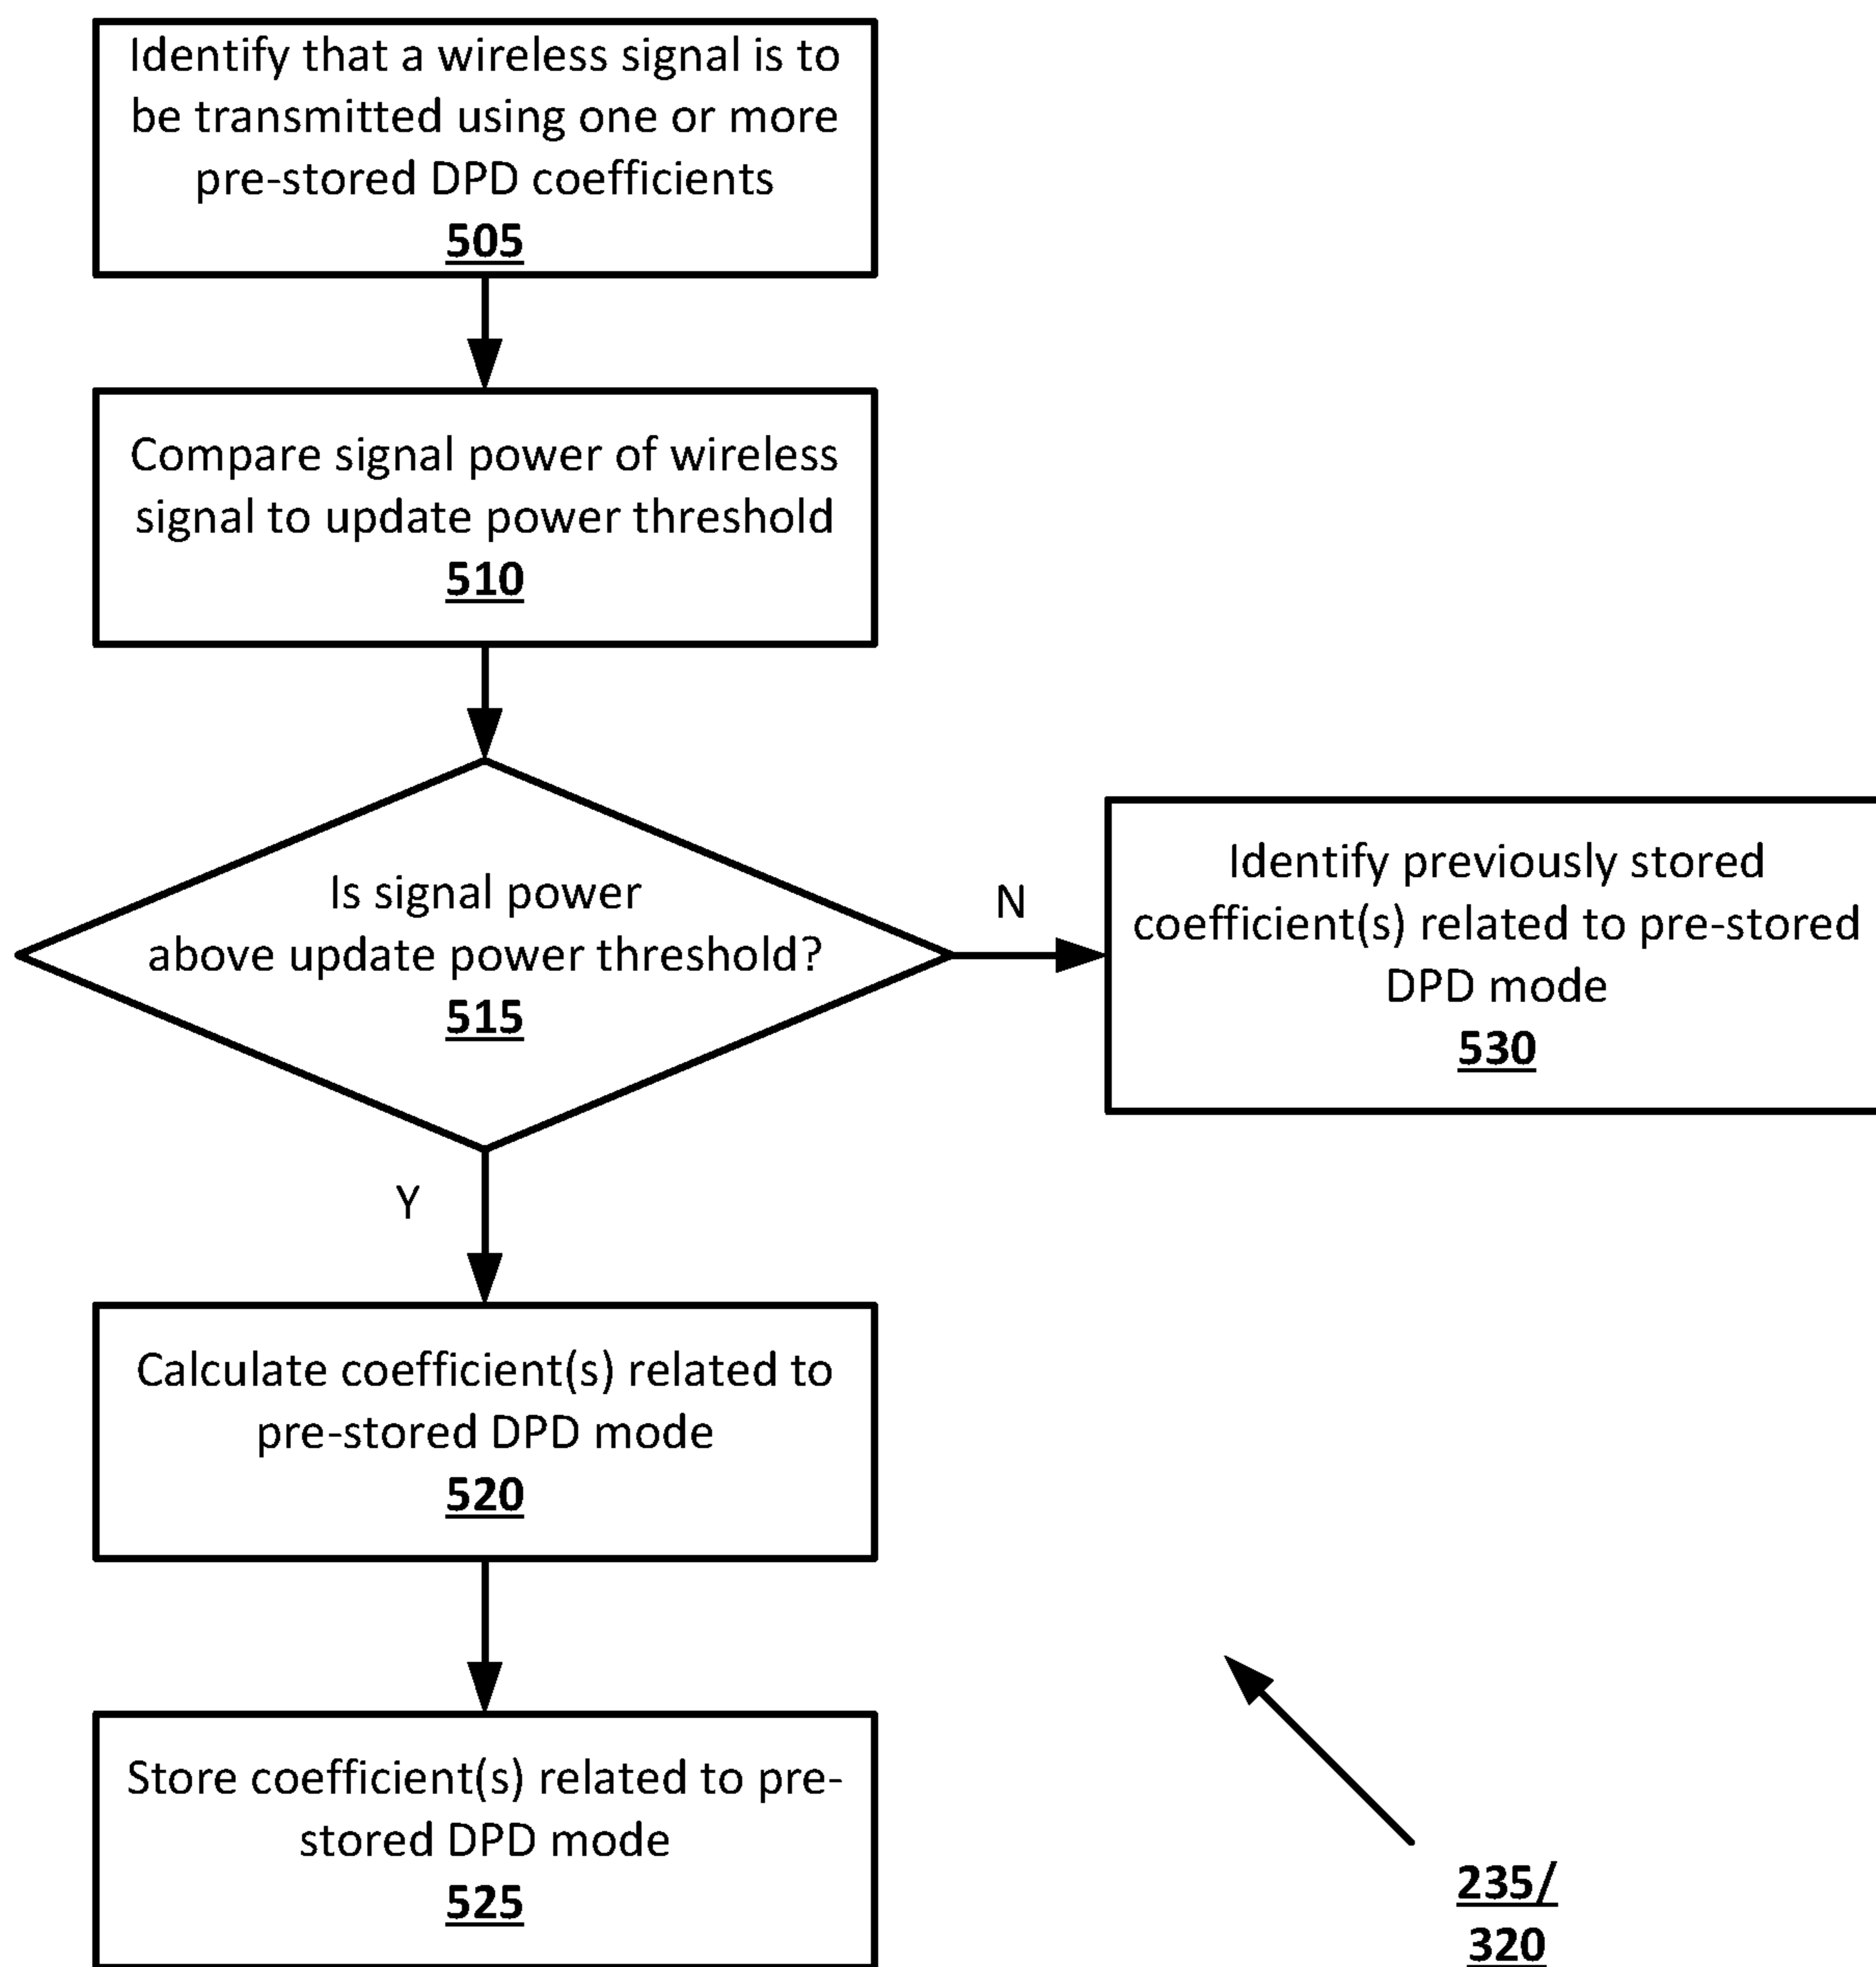 Identify that a wireless signal is to
be transmitted using one or more
pre-stored DPD coefficients
505
Compare signal power of wireless
signal to update power threshold
510
Is signal power
above update power threshold?
515
N
Identify previously stored
coefficient(s) related to pre-stored
DPD mode
530
Y
Calculate coefficient(s) related to
pre-stored DPD mode
520
Store coefficient(s) related to pre-
stored DPD mode
525
235/
320